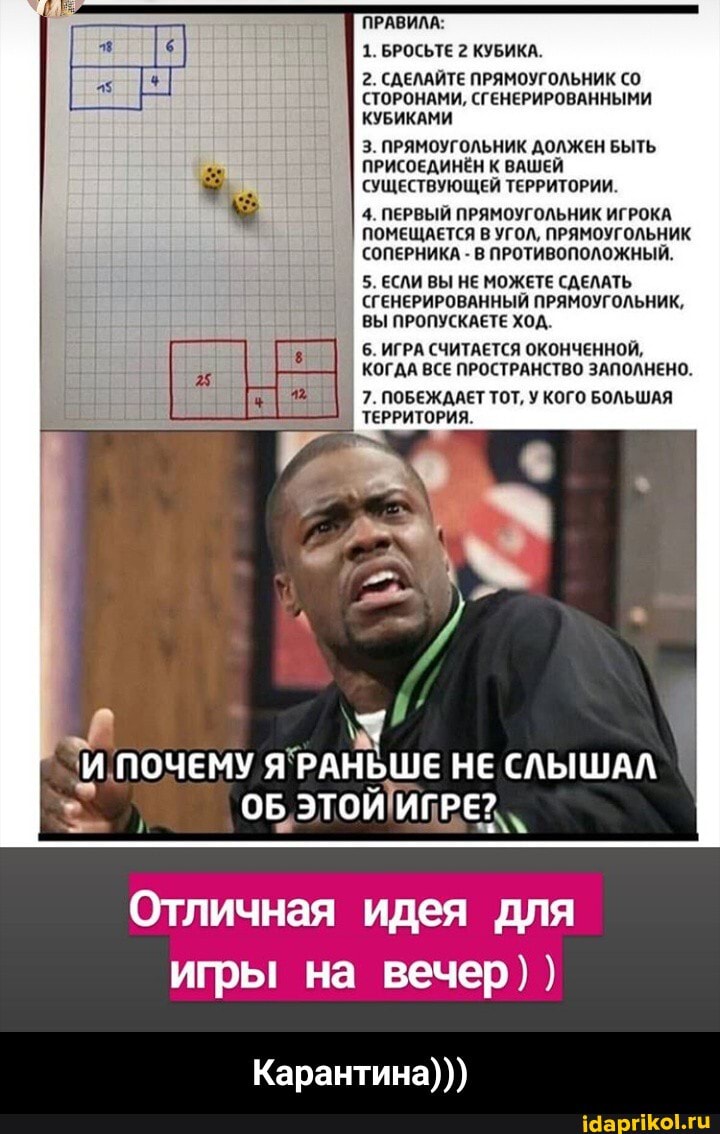 18
6
15
4
8
25
12
4
ПРАВИЛА:
1. БРОСЬТЕ 2 КУБИКА.
2. СДЕЛАЙТЕ ПРЯМОУГОЛЬНИК СО
СТОРОНАМИ, СГЕНЕРИРОВАННЫМИ
КУБИКАМИ
3. ПРЯМОУГОЛЬНИК ДОЛЖЕН БЫТЬ
ПРИСОЕДИНЁН К ВАШЕЙ
СУЩЕСТВУЮЩЕЙ ТЕРРИТОРИИ.
4. ПЕРВЫЙ ПРЯМОУГОЛЬНИК ИГРОКА
ПОМЕЩАЕТСЯ В УГОЛ, ПРЯМОУГОЛЬНИК
СОПЕРНИКА - В ПРОТИВОПОЛОЖНЫЙ.
5. ЕСЛИ ВЫ НЕ МОЖЕТЕ СДЕЛАТЬ
СГЕНЕРИРОВАННЫЙ ПРЯМОУГОЛЬНИК,
ВЫ ПРОПУСКАЕТЕ ХОД.
6. ИГРА СЧИТАЕТСЯ ОКОНЧЕННОЙ,
КОГДА ВСЕ ПРОСТРАНСТВО ЗАПОЛНЕНО.
7. ПОБЕЖДАЕТ ТОТ, У КОГО БОЛЬШАЯ
ТЕРРИТОРИЯ.
И ПОЧЕМУ Я РАНЬШЕ НЕ СЛЫШАЛ
ОБ ЭТОЙ ИГРЕ?
Отличная идея для
игры на вечер))
Карантина)))
idaprikol.ru